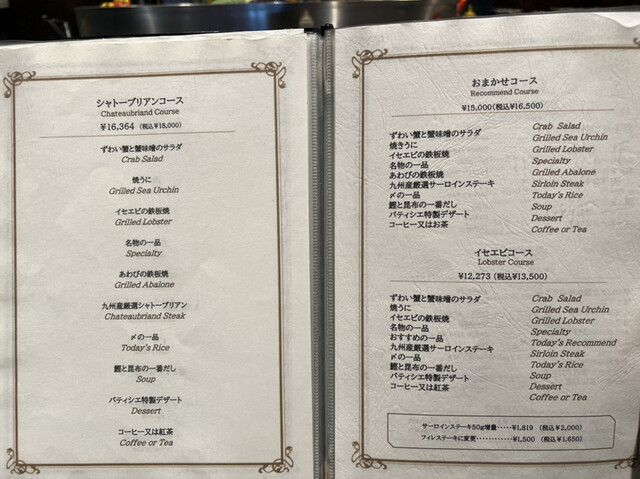 シャトーブリアンコース
Chateaubriand Course
¥16,364 (税込¥18,000)
ずわい蟹と蟹味噌のサラダ
Crab Salad
焼うに
Grilled Sea Urchin
イセエビの鉄板焼
Grilled Lobster
名物の一品
Specialty
あわびの鉄板焼
Grilled Abalone
九州産厳選シャトーブリアン
Chateaubriand Steak
〆の一品
Today's Rice
鰹と昆布の一番だし
Soup
パティシエ特製デザート
Dessert
コーヒー又は紅茶
Coffee or Tea
おまかせコース
Recommend Course
¥15,000(税込¥16,500)
ずわい蟹と蟹味噌のサラダ Crab Salad
焼きうに Grilled Sea Urchin
イセエビの鉄板焼 Grilled Lobster
名物の一品 Specialty
あわびの鉄板焼 Grilled Abalone
九州産厳選サーロインステーキ Sirloin Steak
〆の一品 Today's Rice
鰹と昆布の一番だし Soup
パティシエ特製デザート Dessert
コーヒー又はお茶 Coffee or Tea
イセエビコース
Lobster Course
¥12,273 (税込¥13,500)
ずわい蟹と蟹味噌のサラダ Crab Salad
焼うに Grilled Sea Urchin
イセエビの鉄板焼 Grilled Lobster
名物の一品 Specialty
おすすめの一品 Today's Recommend
九州産厳選サーロインステーキ Sirloin Steak
〆の一品 Today's Rice
鰹と昆布の一番だし Soup
パティシエ特製デザート Dessert
コーヒー又は紅茶 Coffee or Tea
サーロインステーキ50g増量‥‥¥1,819 (税込¥2,000)
フィレステーキに変更‥‥‥‥‥¥1,500 (税込¥1,650)